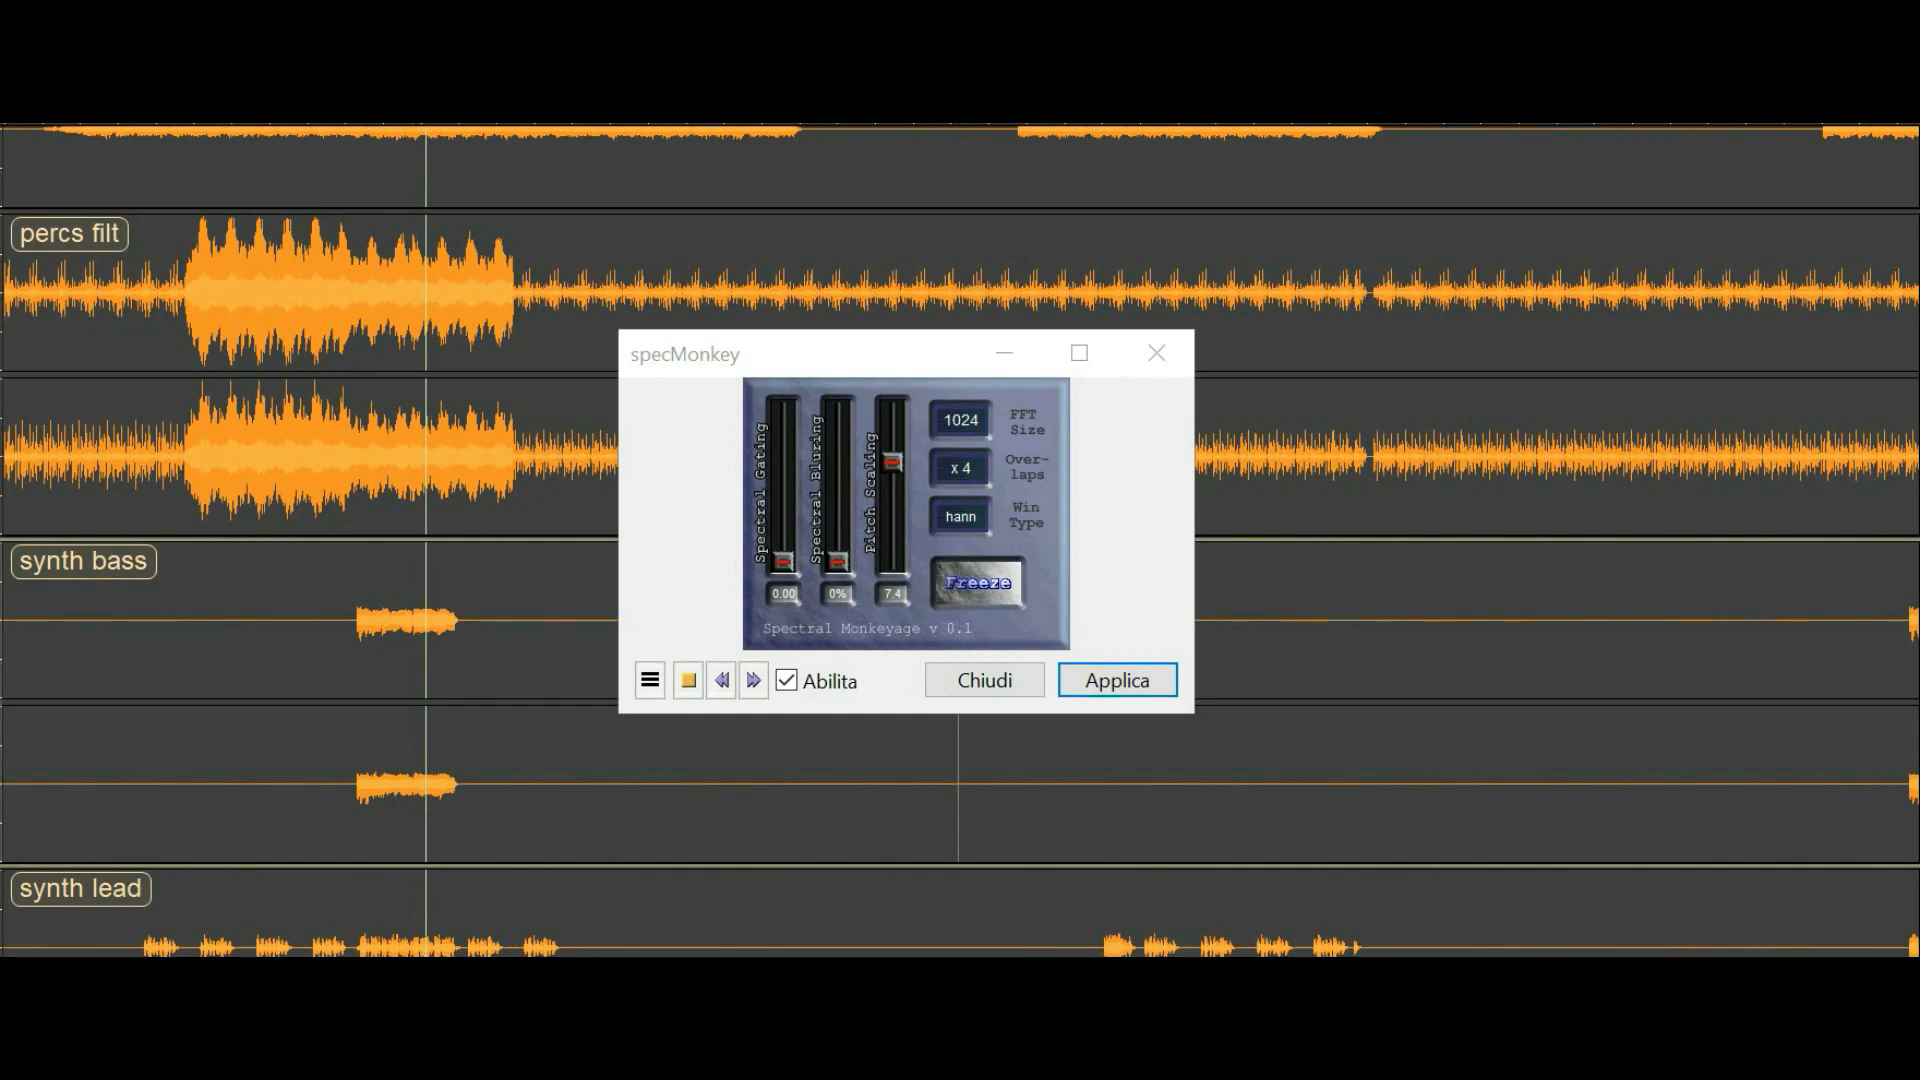 percs filt
specMonkey
Spectral Gating
Spectral Bluring
Pitch Scaling
1024
FFT
Size
x 4
Over-
laps
hann
Win
Type
Freeze
0.00
0%
7.4
Spectral Monkeyage v 0.1
Abilita
Chiudi
Applica
synth bass
synth lead